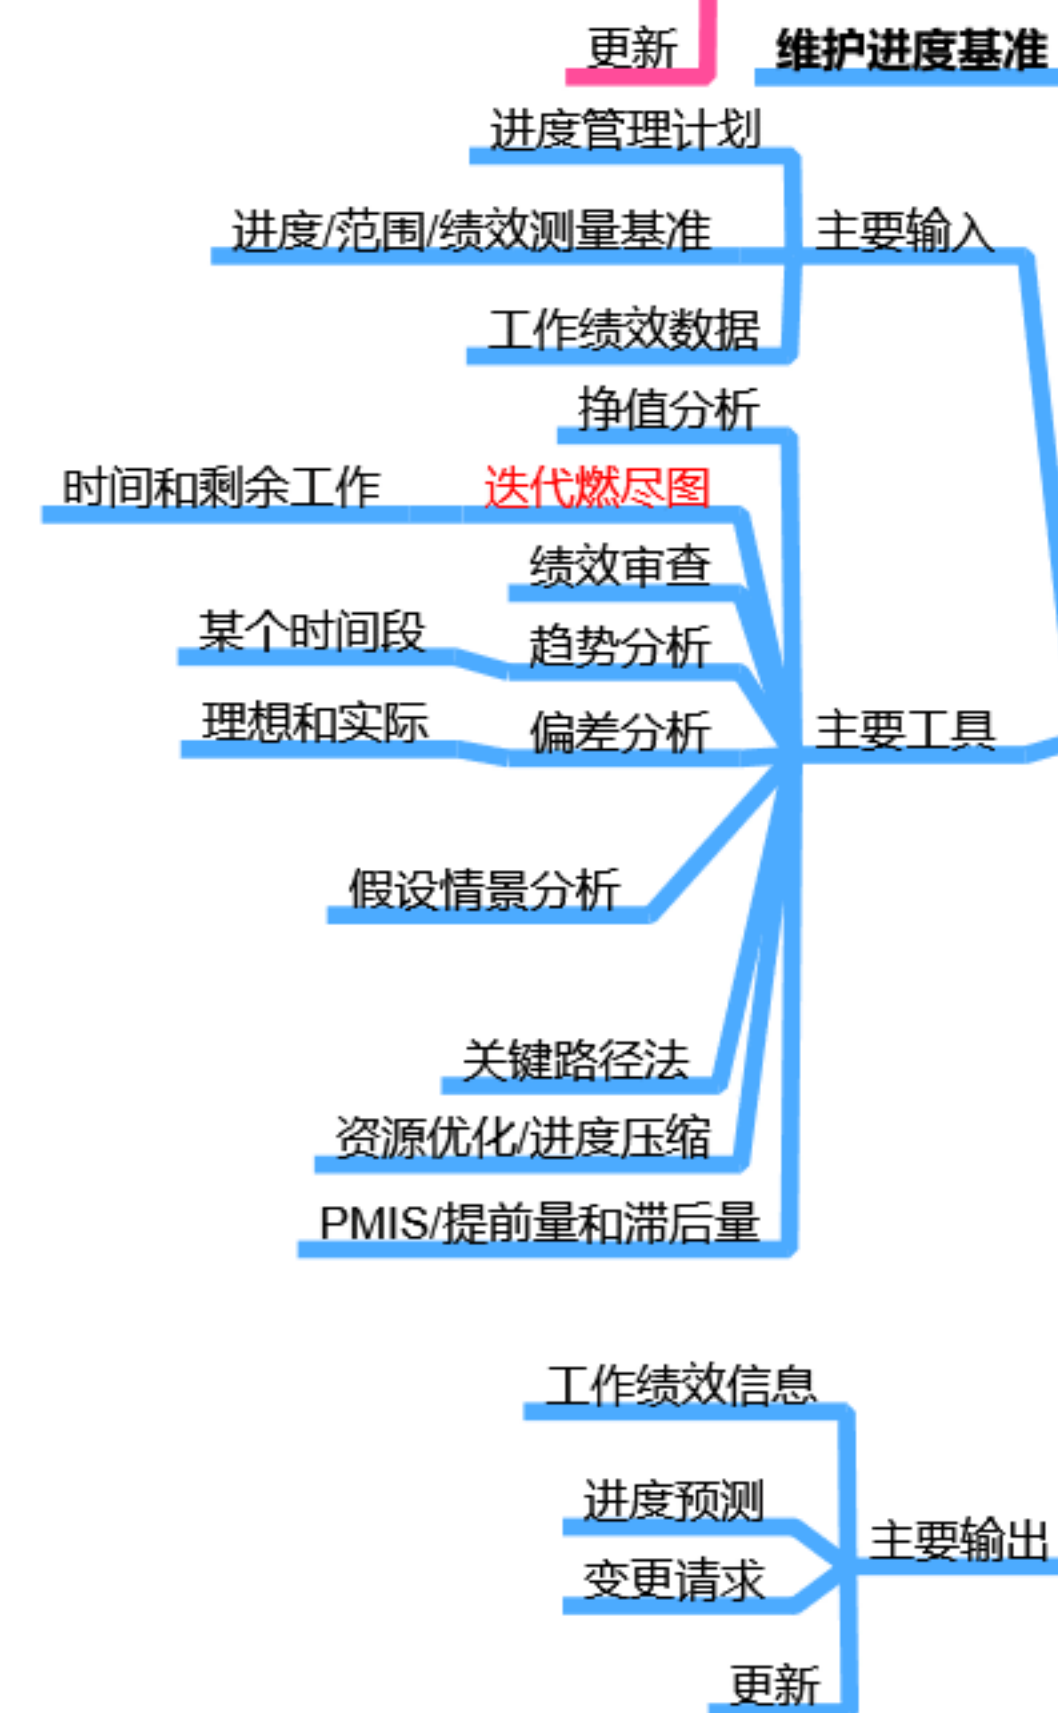 更新
维护进度基准
进度管理计划
进度/范围/绩效测量基准
主要输入
工作绩效数据
挣值分析
时间和剩余工作
迭代燃尽图
绩效审查
某个时间段
趋势分析
理想和实际
偏差分析
主要工具
假设情景分析
关键路径法
资源优化/进度压缩
PMIS/提前量和滞后量
工作绩效信息
进度预测
主要输出
变更请求
更新